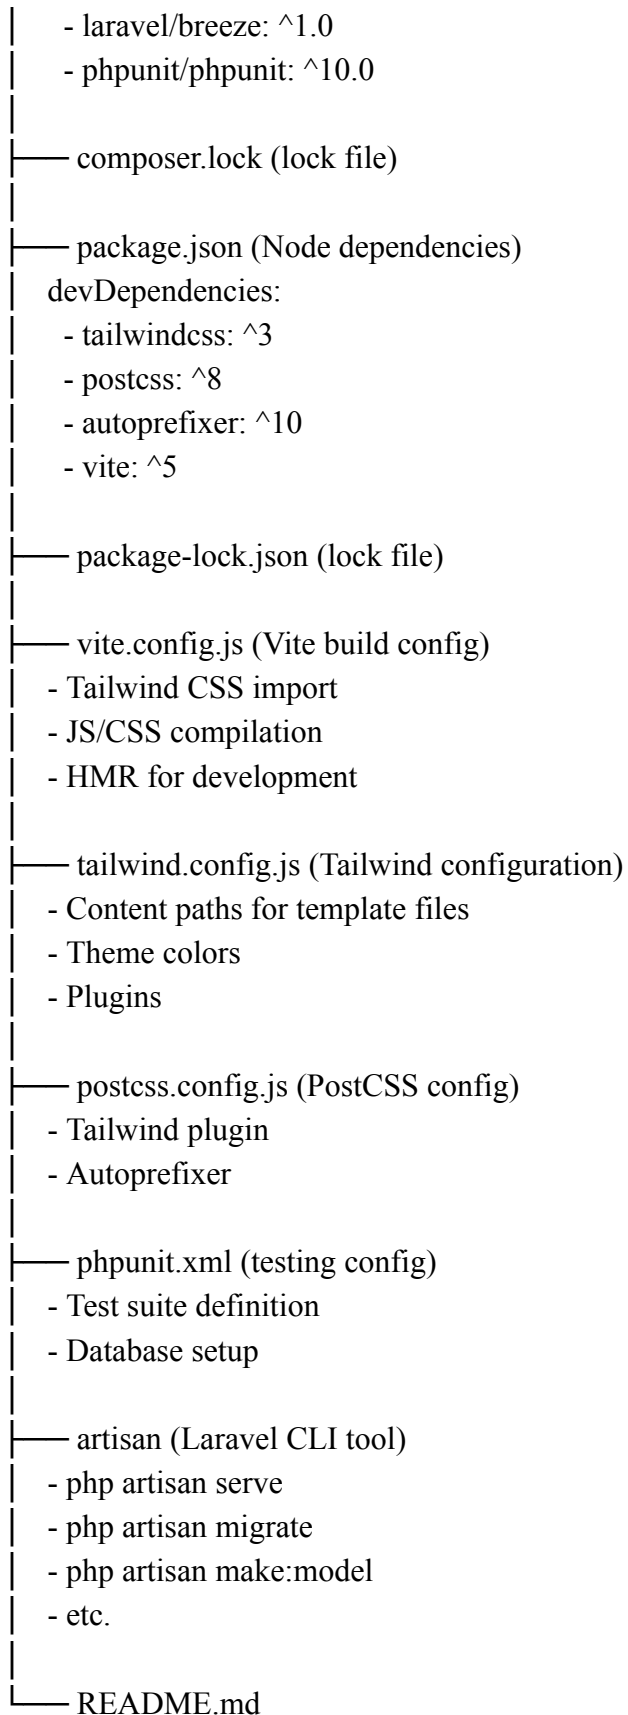 │      - laravel/breeze: ^1.0
│      - phpunit/phpunit: ^10.0
│
├── composer.lock (lock file)
│
├── package.json (Node dependencies)
│    devDependencies:
│      - tailwindcss: ^3
│      - postcss: ^8
│      - autoprefixer: ^10
│      - vite: ^5
│
├── package-lock.json (lock file)
│
├── vite.config.js (Vite build config)
│    - Tailwind CSS import
│    - JS/CSS compilation
│    - HMR for development
│
├── tailwind.config.js (Tailwind configuration)
│    - Content paths for template files
│    - Theme colors
│    - Plugins
│
├── postcss.config.js (PostCSS config)
│    - Tailwind plugin
│    - Autoprefixer
│
├── phpunit.xml (testing config)
│    - Test suite definition
│    - Database setup
│
├── artisan (Laravel CLI tool)
│    - php artisan serve
│    - php artisan migrate
│    - php artisan make:model
│    - etc.
│
└── README.md